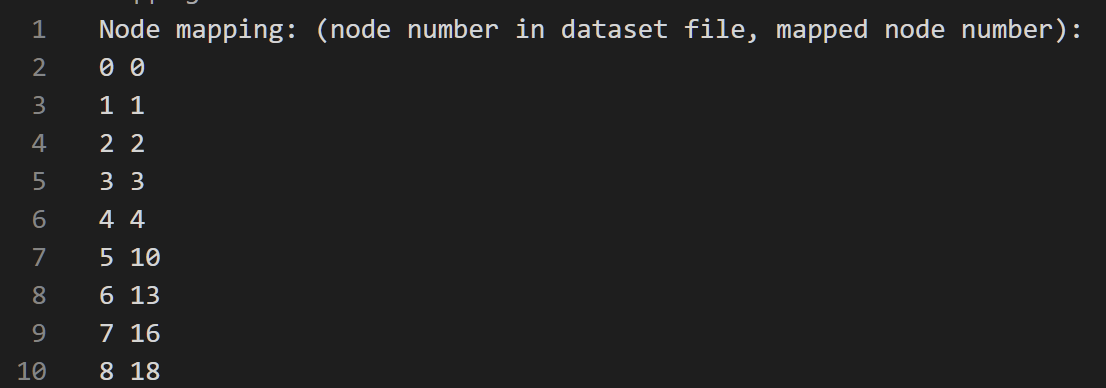 1 Node mapping: (node number in dataset file, mapped node number):
2 0 0
3 1 1
4 2 2
5 3 3
6 4 4
7 5 10
8 6 13
9 7 16
10 8 18